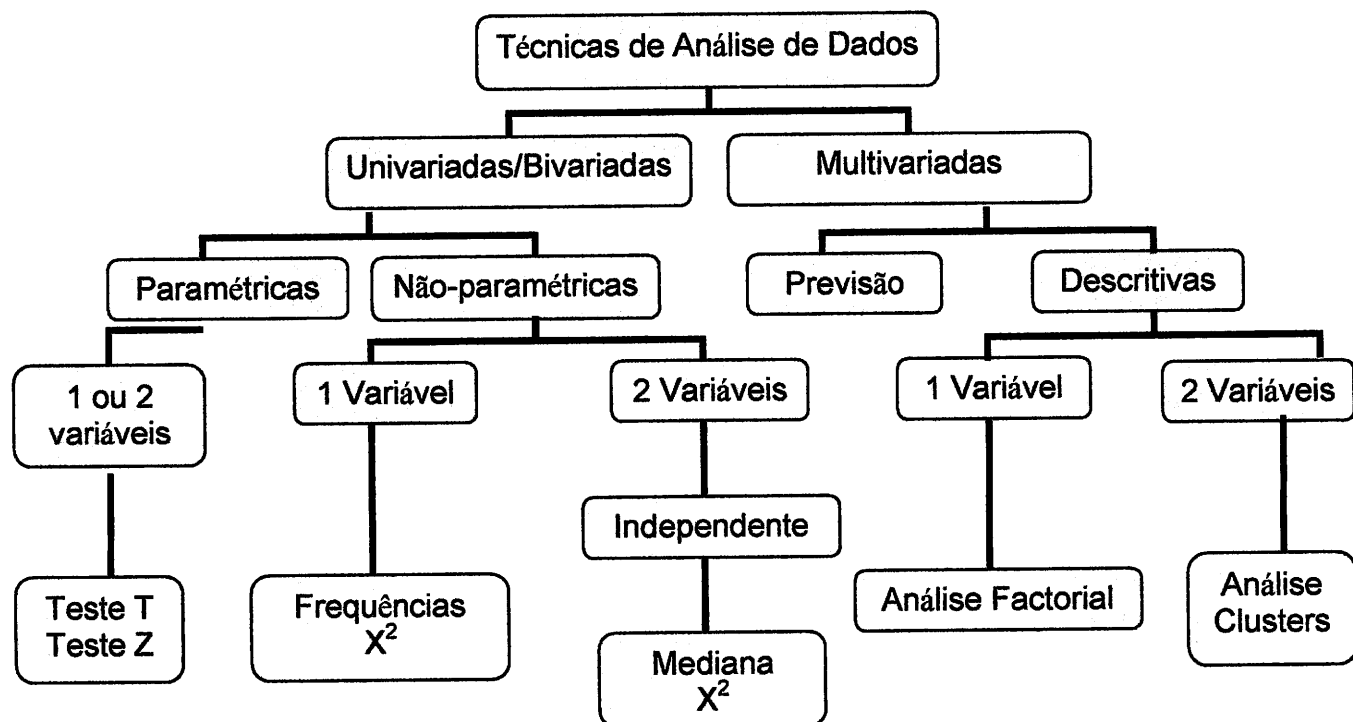 Técnicas de Análise de Dados
Univariadas/Bivariadas
Multivariadas
Paramétricas
Não-paramétricas
Previsão
Descritivas
1 ou 2
variáveis
1 Variável
2 Variáveis
1 Variável
2 Variáveis
Independente
Teste T
Teste Z
Frequências
X²
Mediana
X²
Análise Factorial
Análise
Clusters